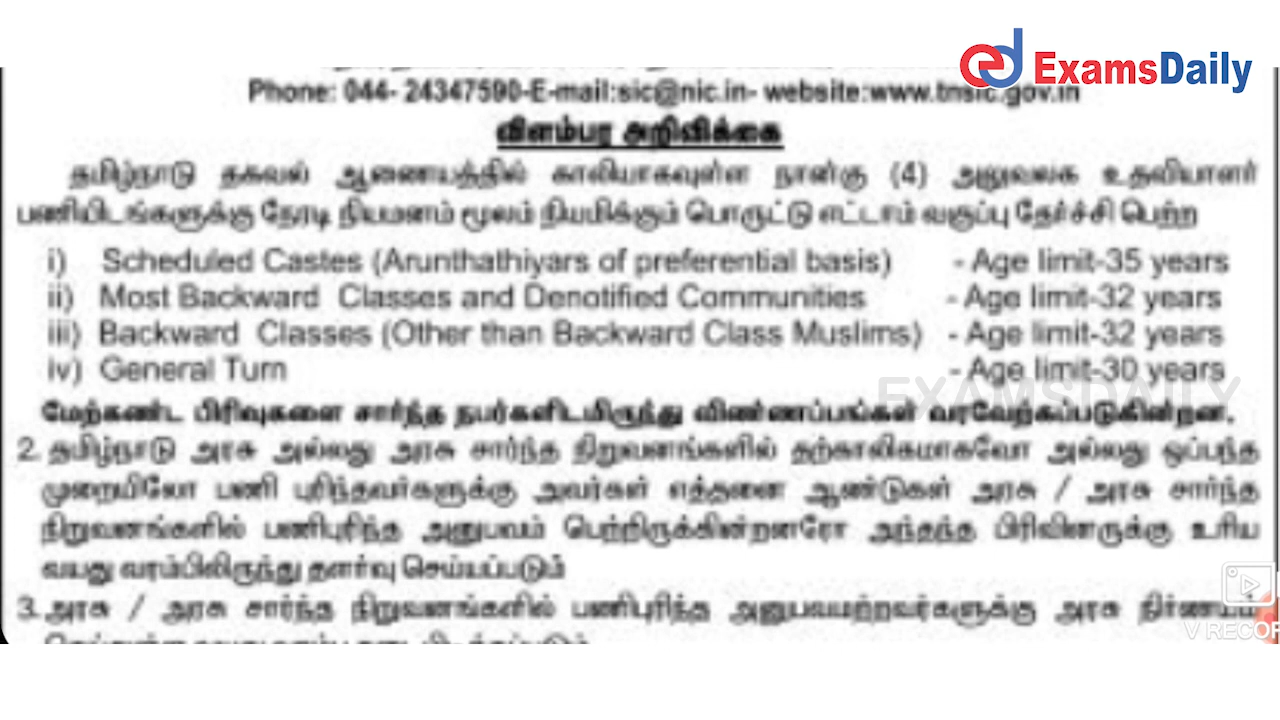 ExamsDaily
Phone: 044- 24347590-E-mail:sic@nic.in- website:www.tnsic.gov.in
விளம்பர அறிவிக்கை
தமிழ்நாடு தகவல் ஆணையத்தில் காலியாகவுள்ள நான்கு (4) அலுவலக உதவியாளர்
பணியிடங்களுக்கு நேரடி நியமனம் மூலம் நியமிக்கும் பொருட்டு எட்டாம் வகுப்பு தேர்ச்சி பெற்ற
i) Scheduled Castes (Arunthathiyars of preferential basis) - Age limit-35 years
ii) Most Backward Classes and Denotified Communities - Age limit-32 years
iii) Backward Classes (Other than Backward Class Muslims) - Age limit-32 years
iv) General Turn - Age limit-30 years
EXAMSDAILY
மேற்கண்ட பிரிவுகளை சார்ந்த நபர்களிடமிருந்து விண்ணப்பங்கள் வரவேற்கப்படுகின்றன.
2. தமிழ்நாடு அரசு அல்லது அரசு சார்ந்த நிறுவனங்களில் தற்காலிகமாகவோ அல்லது ஒப்பந்த
முறையிலோ பணி புரிந்தவர்களுக்கு அவர்கள் எத்தனை ஆண்டுகள் அரசு / அரசு சார்ந்த
நிறுவனங்களில் பணிபுரிந்த அனுபவம் பெற்றிருக்கின்றனரோ அந்தந்த பிரிவினருக்கு உரிய
வயது வரம்பிலிருந்து தளர்வு செய்யப்படும்
3. அரசு / அரசு சார்ந்த நிறுவனங்களில் பணிபுரிந்த அனுபவமற்றவர்களுக்கு அரசு நிர்ணயம்
V RECOR